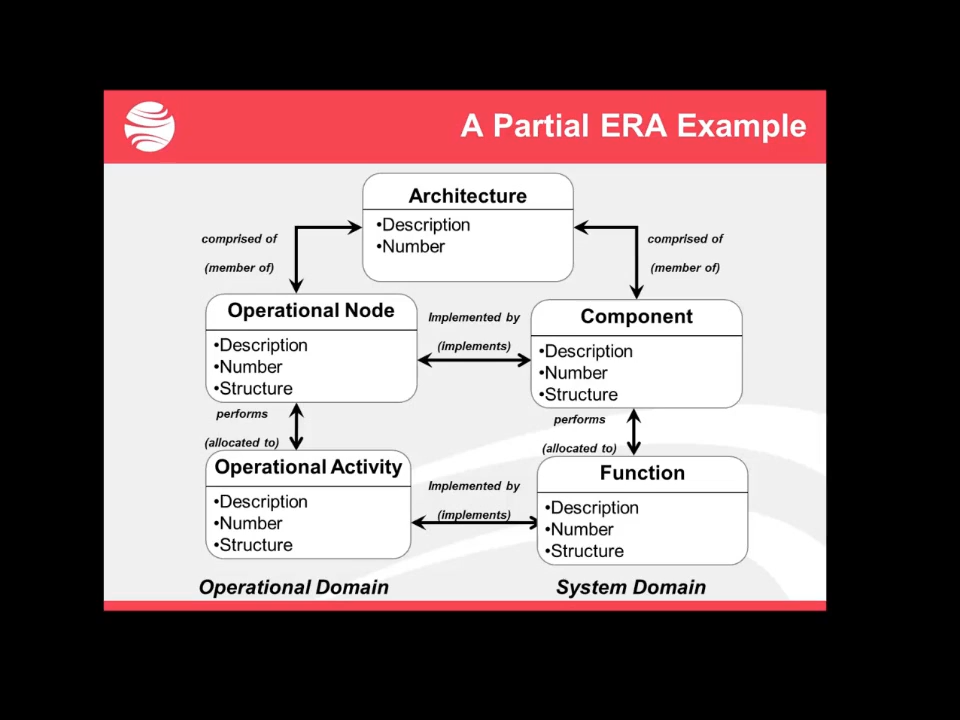 A Partial ERA Example
Architecture
•Description
•Number
comprised of
(member of)
comprised of
(member of)
Operational Node
•Description
•Number
•Structure
Implemented by
(implements)
Component
•Description
•Number
•Structure
performs
(allocated to)
performs
(allocated to)
Operational Activity
•Description
•Number
•Structure
Implemented by
(implements)
Function
•Description
•Number
•Structure
Operational Domain
System Domain